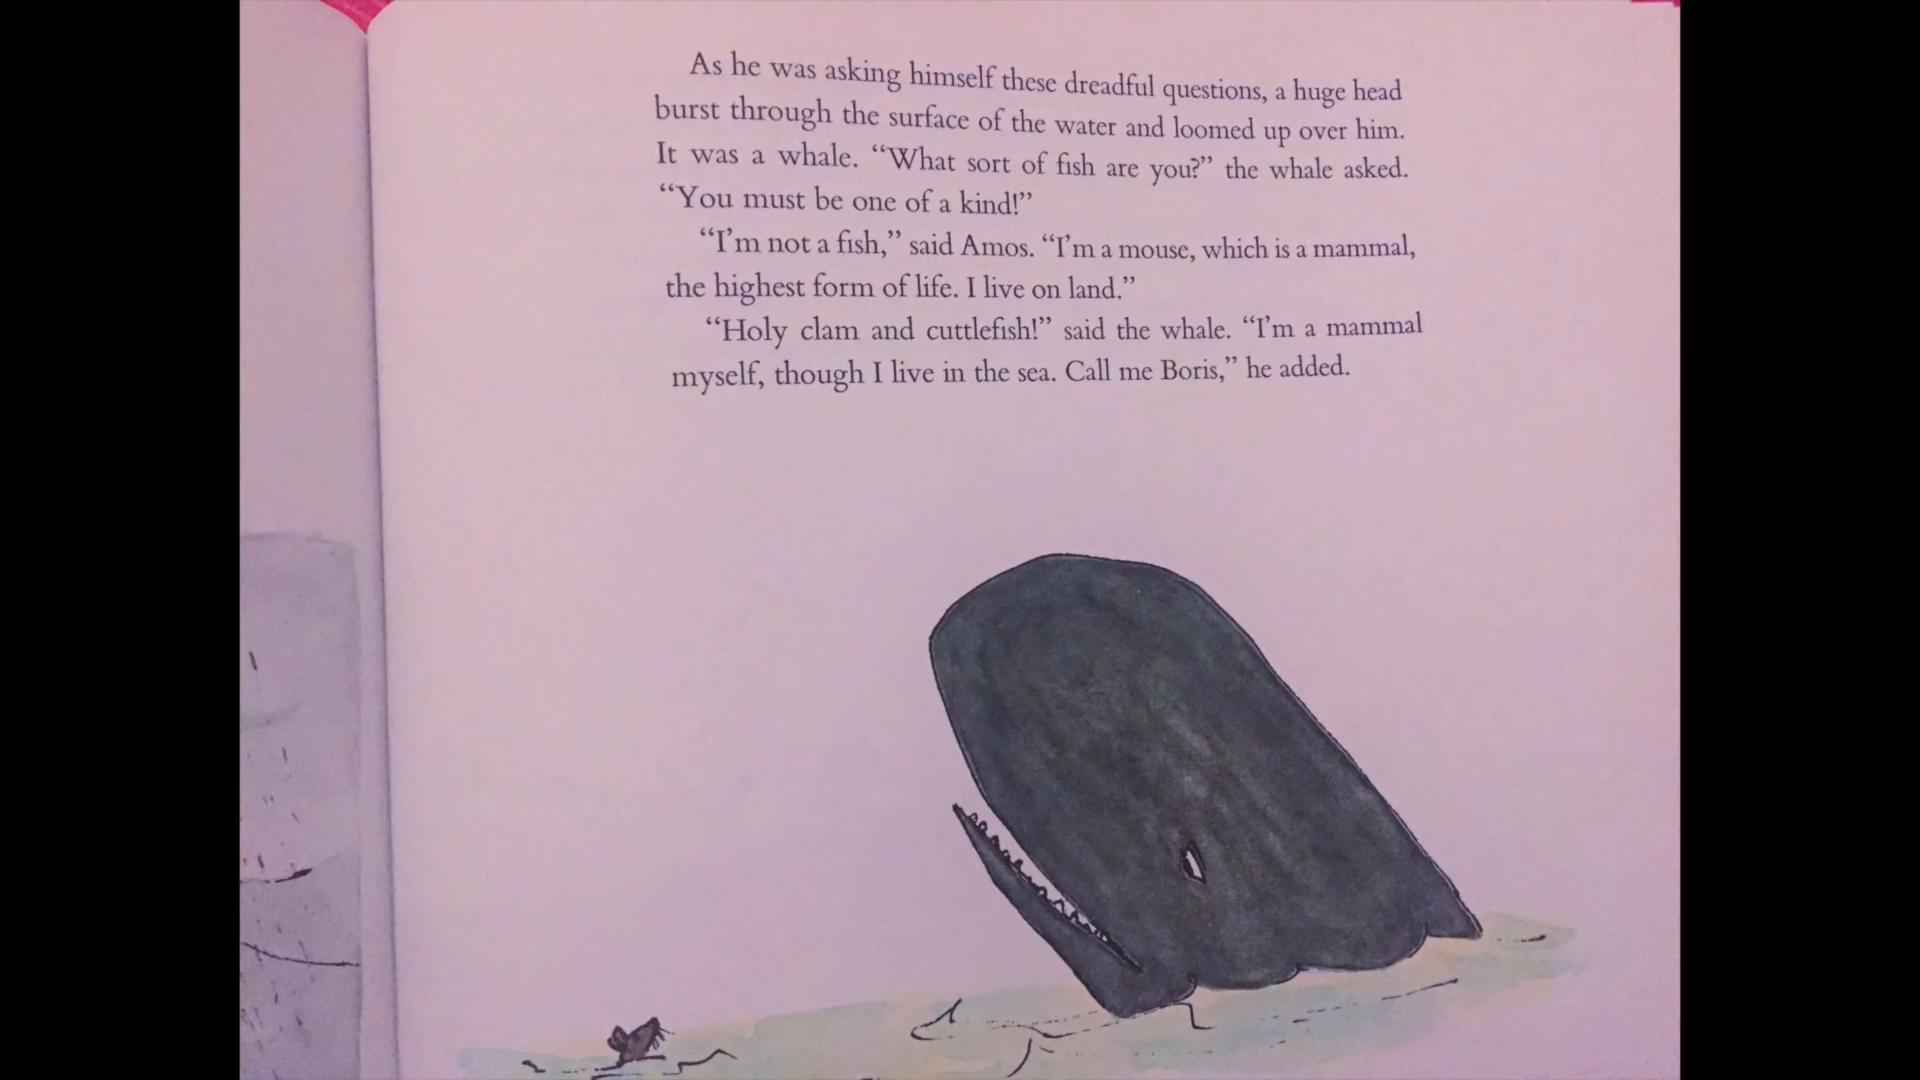 As he was asking himself these dreadful questions, a huge head
burst through the surface of the water and loomed up over him.
It was a whale. “What sort of fish are you?” the whale asked.
“You must be one of a kind!”
“I’m not a fish,” said Amos. “I’m a mouse, which is a mammal,
the highest form of life. I live on land.”
“Holy clam and cuttlefish!” said the whale. “I’m a mammal
myself, though I live in the sea. Call me Boris,” he added.